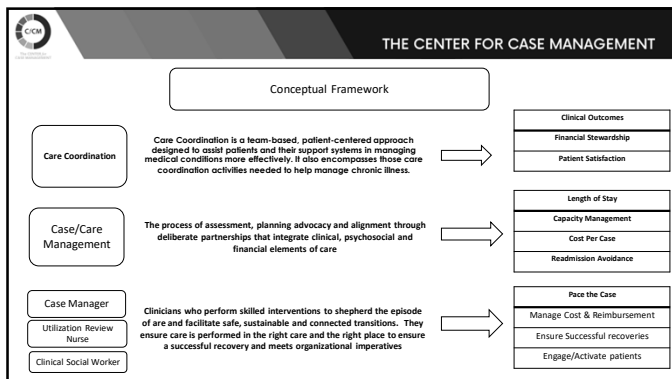 C/CM
The CENTER for
CASE MANAGEMENT
THE CENTER FOR CASE MANAGEMENT
Conceptual Framework
Care Coordination
Care Coordination is a team-based, patient-centered approach
designed to assist patients and their support systems in managing
medical conditions more effectively. It also encompasses those care
coordination activities needed to help manage chronic illness.
Clinical Outcomes
Financial Stewardship
Patient Satisfaction
Case/Care
Management
The process of assessment, planning advocacy and alignment through
deliberate partnerships that integrate clinical, psychosocial and
financial elements of care
Length of Stay
Capacity Management
Cost Per Case
Readmission Avoidance
Case Manager
Utilization Review
Nurse
Clinical Social Worker
Clinicians who perform skilled interventions to shepherd the episode
of are and facilitate safe, sustainable and connected transitions. They
ensure care is performed in the right care and the right place to ensure
a successful recovery and meets organizational imperatives
Pace the Case
Manage Cost & Reimbursement
Ensure Successful recoveries
Engage/Activate patients